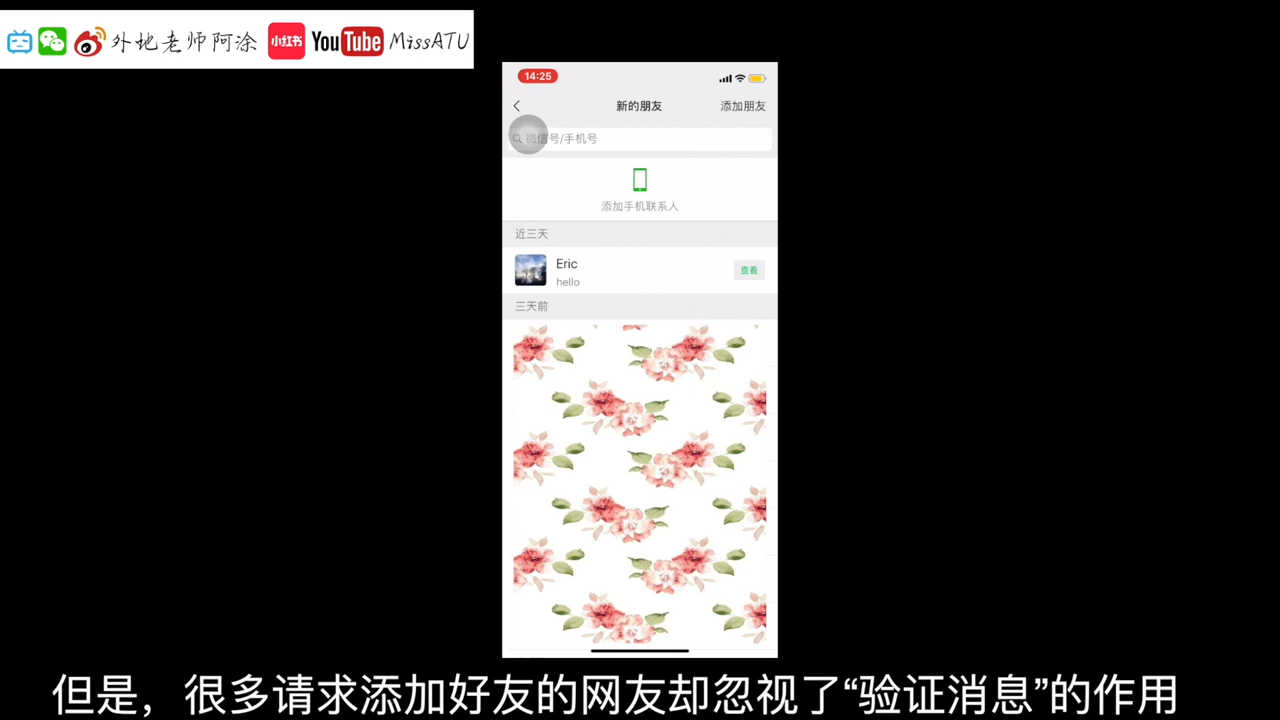 外地老师阿涂 小红书 YouTube MissATU
14:25
新的朋友 添加朋友
微信号/手机号
添加手机联系人
近三天
Eric
hello
查看
三天前
但是，很多请求添加好友的网友却忽视了“验证消息”的作用